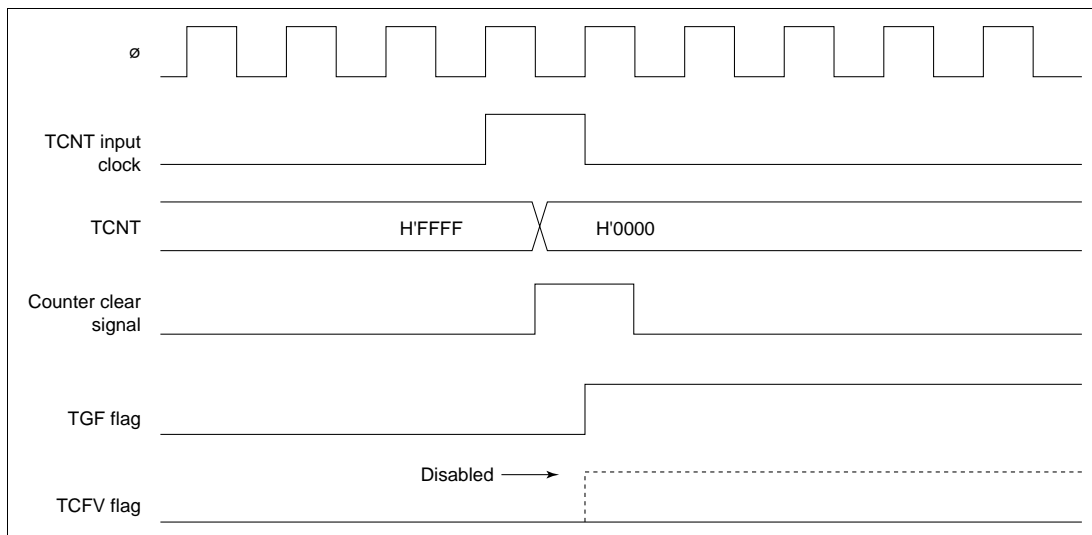 ø
TCNT input
clock
TCNT
H'FFFF
H'0000
Counter clear
signal
TGF flag
Disabled
TCFV flag